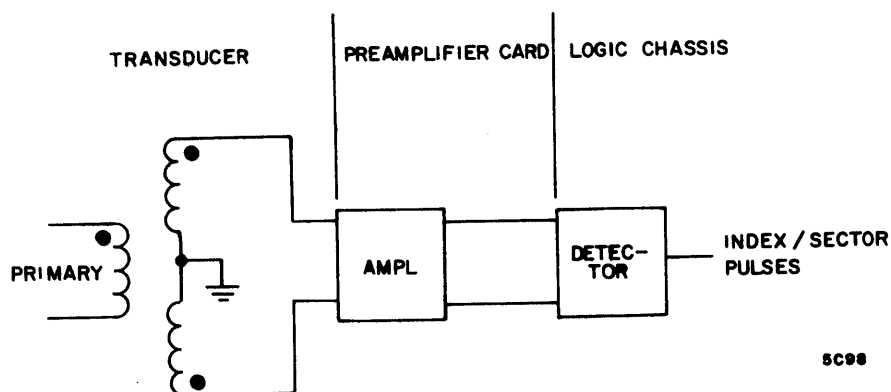 TRANSDUCER
PREAMPLIFIER CARD
LOGIC CHASSIS
PRIMARY
AMPL
DETEC-
TOR
INDEX / SECTOR
PULSES
5C98